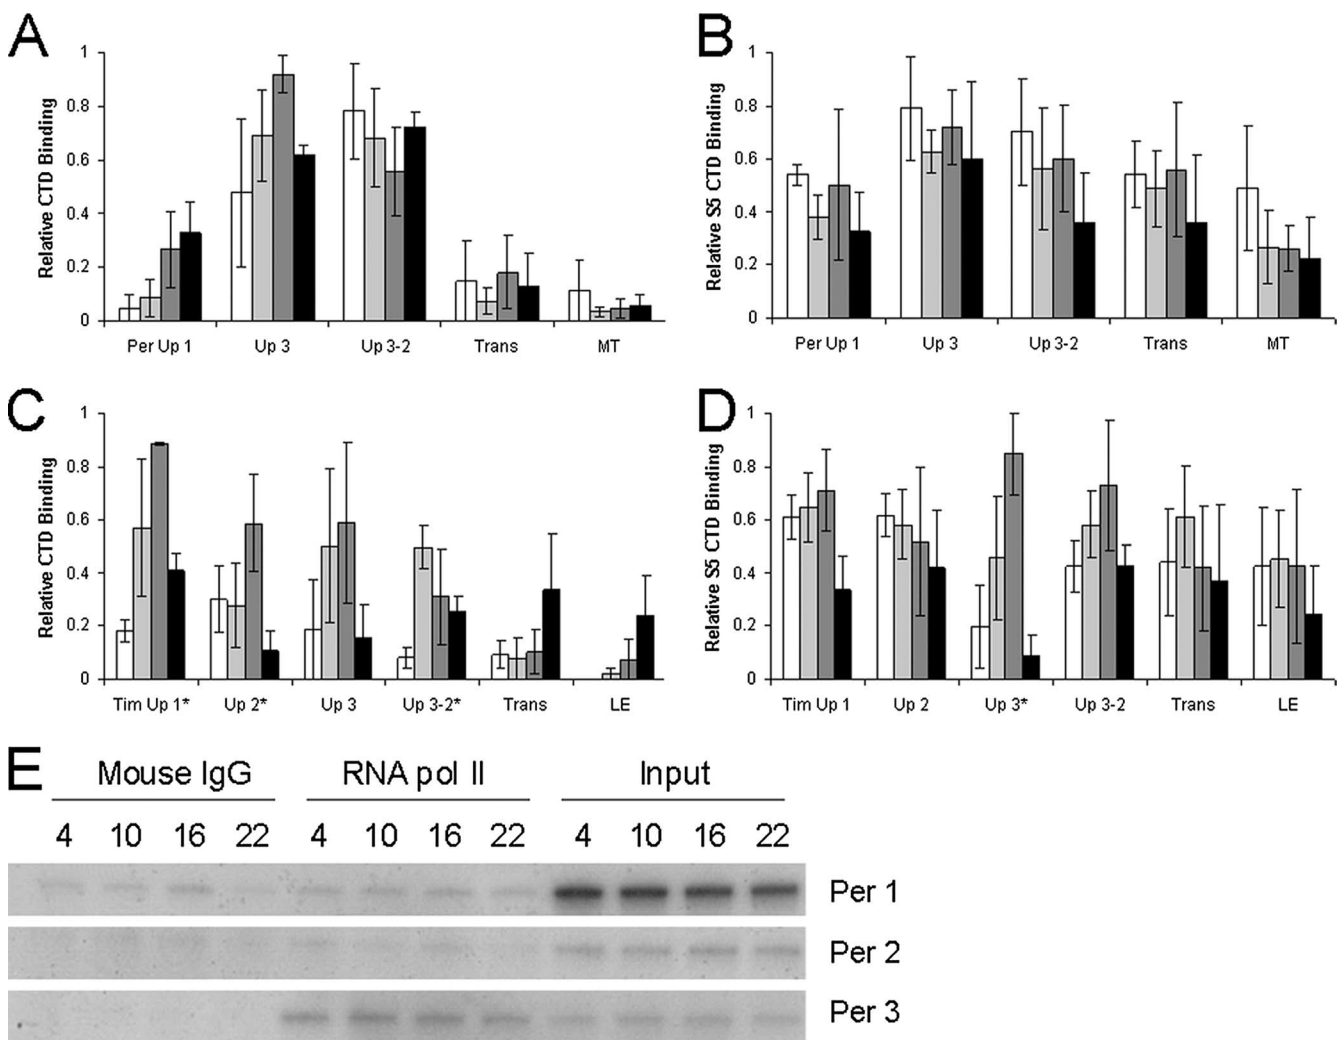 A
Relative CTD Binding
1
0.8
0.6
0.4
0.2
0
Per Up 1 Up 3 Up 3-2 Trans MT
B
Relative S5 CTD Binding
1
0.8
0.6
0.4
0.2
0
Per Up 1 Up 3 Up 3-2 Trans MT
C
Relative CTD Binding
1
0.8
0.6
0.4
0.2
0
Tim Up 1* Up 2* Up 3 Up 3-2* Trans LE
D
Relative S5 CTD Binding
1
0.8
0.6
0.4
0.2
0
Tim Up 1 Up 2 Up 3* Up 3-2 Trans LE
E
Mouse IgG RNA pol II Input
4 10 16 22 4 10 16 22 4 10 16 22
Per 1
Per 2
Per 3